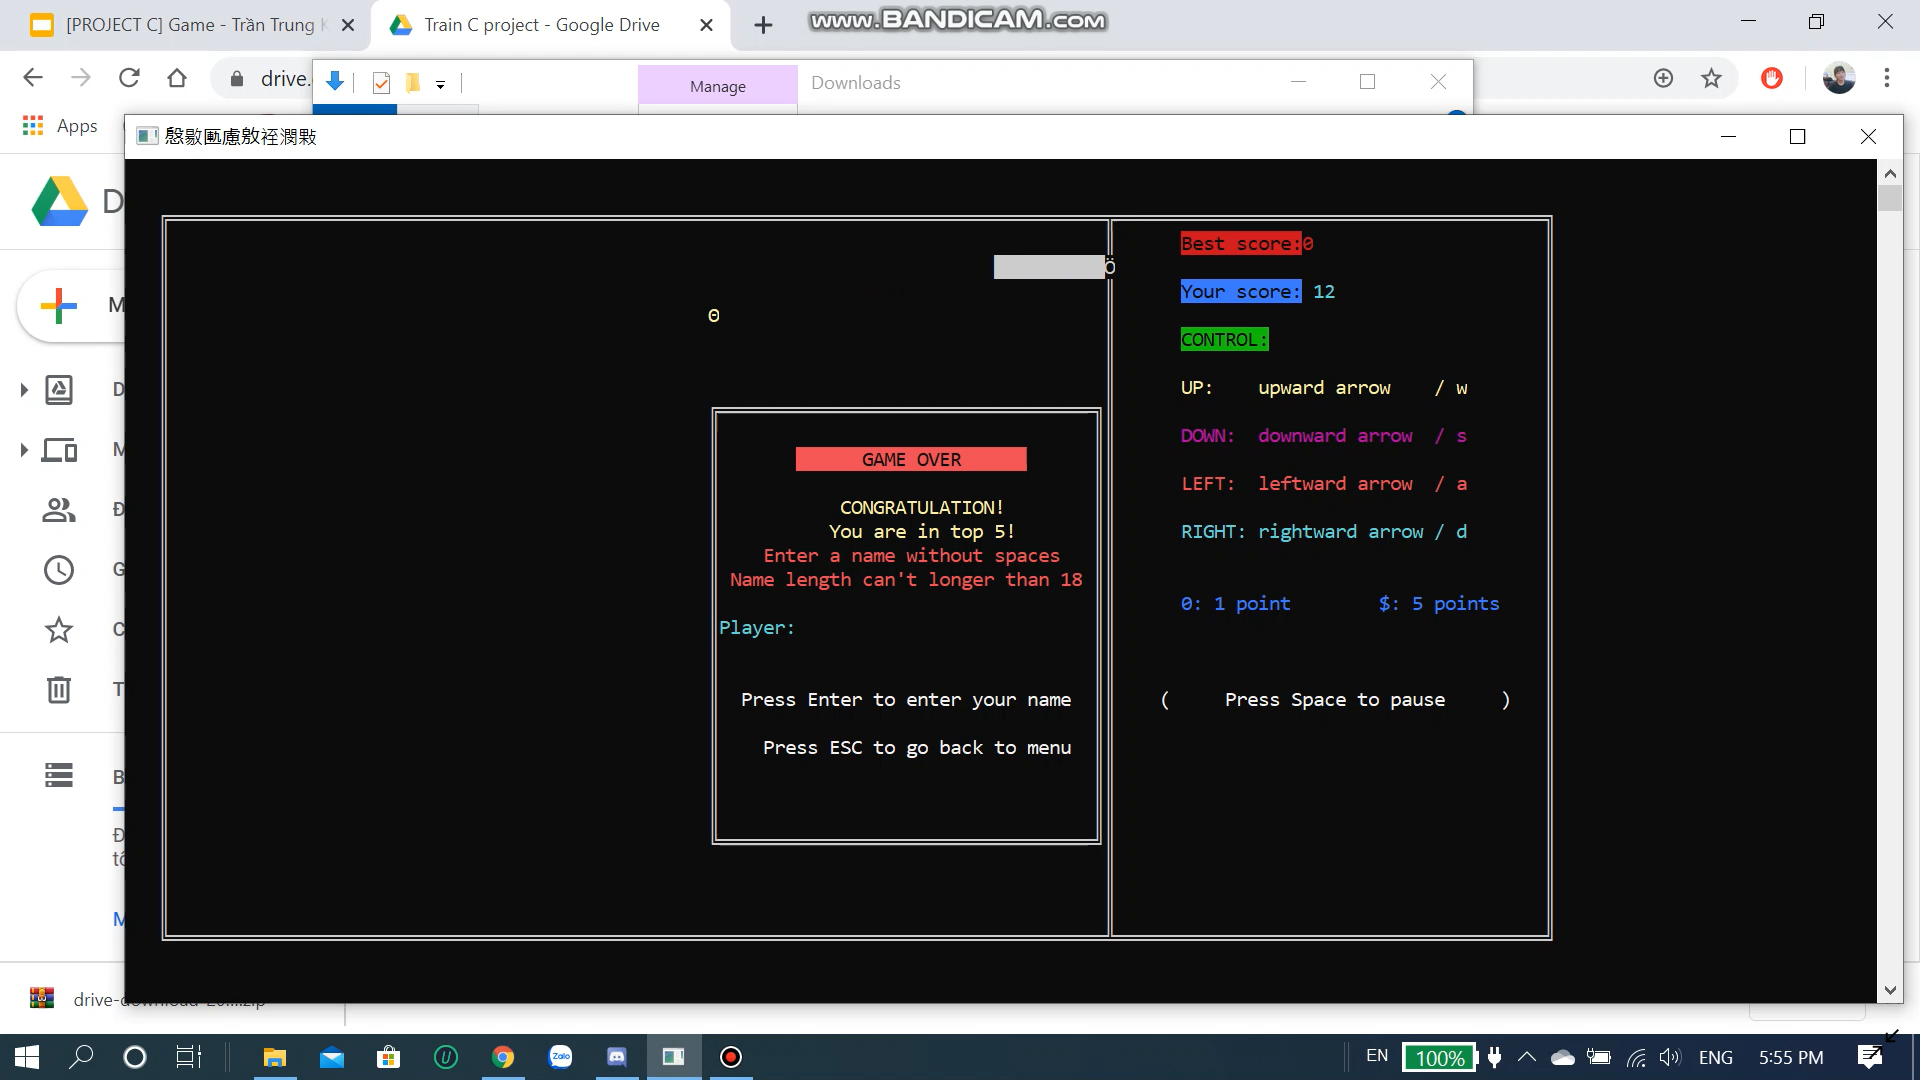 [PROJECT C] Game - Trần Trung K
Train C project - Google Drive
www.BANDICAM.com
drive.
Manage
Downloads
Apps
Best score:0
Ö
Your score: 12
0
CONTROL:
UP: upward arrow / w
DOWN: downward arrow / s
LEFT: leftward arrow / a
RIGHT: rightward arrow / d
0: 1 point $: 5 points
( Press Space to pause )
GAME OVER
CONGRATULATION!
You are in top 5!
Enter a name without spaces
Name length can't longer than 18
Player:
Press Enter to enter your name
Press ESC to go back to menu
EN
100%
ENG
5:55 PM
Zalo